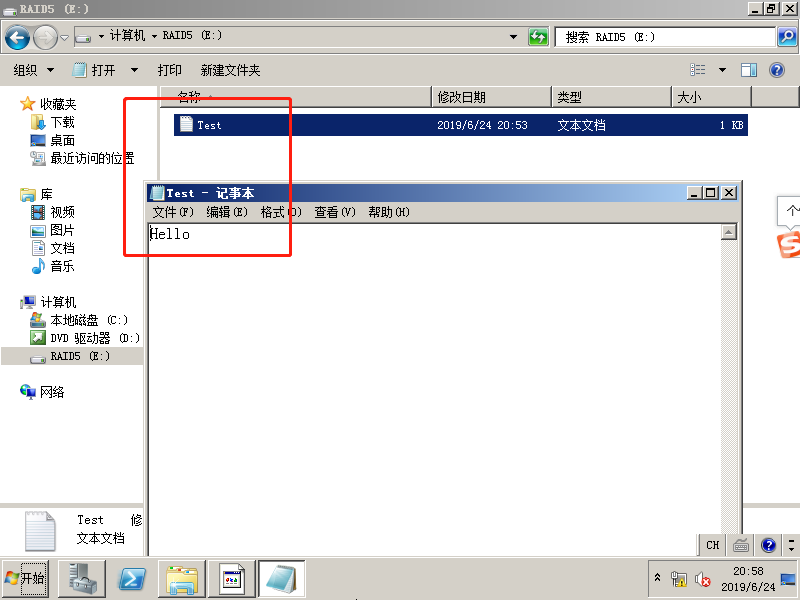 RAID5 (E:)
计算机 RAID5 (E:)
搜索 RAID5 (E:)
组织 打开 打印 新建文件夹
名称 修改日期 类型 大小
Test 2019/6/24 20:53 文本文档 1 KB
收藏夹
下载
桌面
最近访问的位置
库
视频
图片
文档
音乐
计算机
本地磁盘 (C:)
DVD 驱动器 (D:)
RAID5 (E:)
网络
Test - 记事本
文件(F) 编辑(E) 格式(O) 查看(V) 帮助(H)
Hello
个
Test 修
文本文档
CH
开始
20:58
2019/6/24